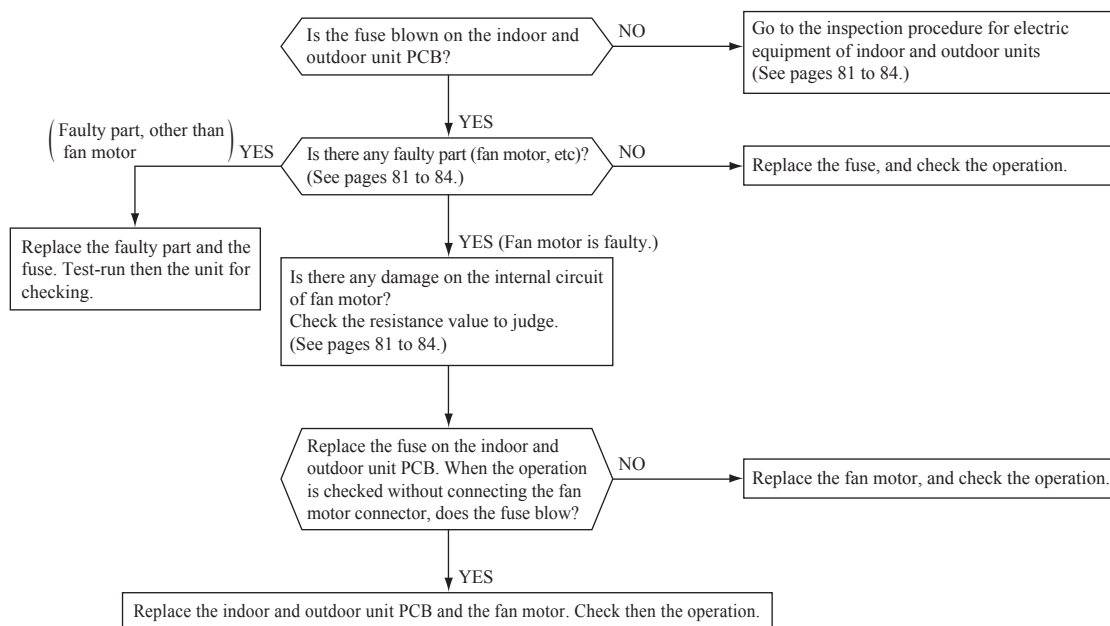 Is the fuse blown on the indoor and
outdoor unit PCB?
NO
Go to the inspection procedure for electric
equipment of indoor and outdoor units
(See pages 81 to 84.)
YES
(Faulty part, other than
fan motor)
YES
Is there any faulty part (fan motor, etc)?
(See pages 81 to 84.)
NO
Replace the fuse, and check the operation.
Replace the faulty part and the
fuse. Test-run then the unit for
checking.
YES (Fan motor is faulty.)
Is there any damage on the internal circuit
of fan motor?
Check the resistance value to judge.
(See pages 81 to 84.)
Replace the fuse on the indoor and
outdoor unit PCB. When the operation
is checked without connecting the fan
motor connector, does the fuse blow?
NO
Replace the fan motor, and check the operation.
YES
Replace the indoor and outdoor unit PCB and the fan motor. Check then the operation.